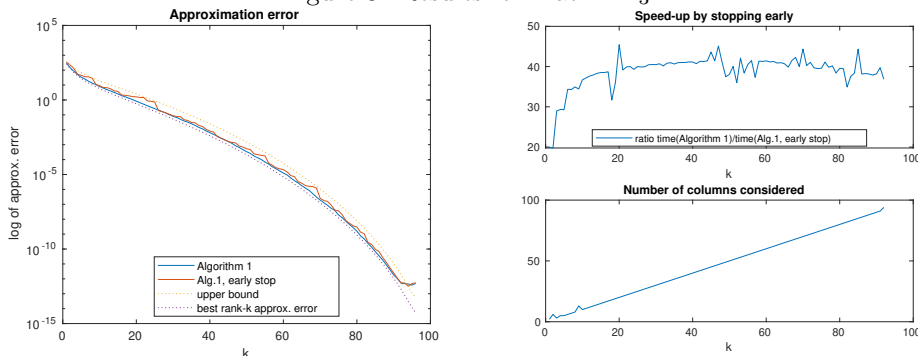 Approximation error
10^5
10^0
10^-5
10^-10
10^-15
log of approx. error
Algorithm 1
Alg.1, early stop
upper bound
best rank-k approx. error
0 20 40 60 80 100
k
Speed-up by stopping early
50
40
30
20
ratio time(Algorithm 1)/time(Alg.1, early stop)
0 20 40 60 80 100
k
Number of columns considered
100
50
0
0 20 40 60 80 100
k